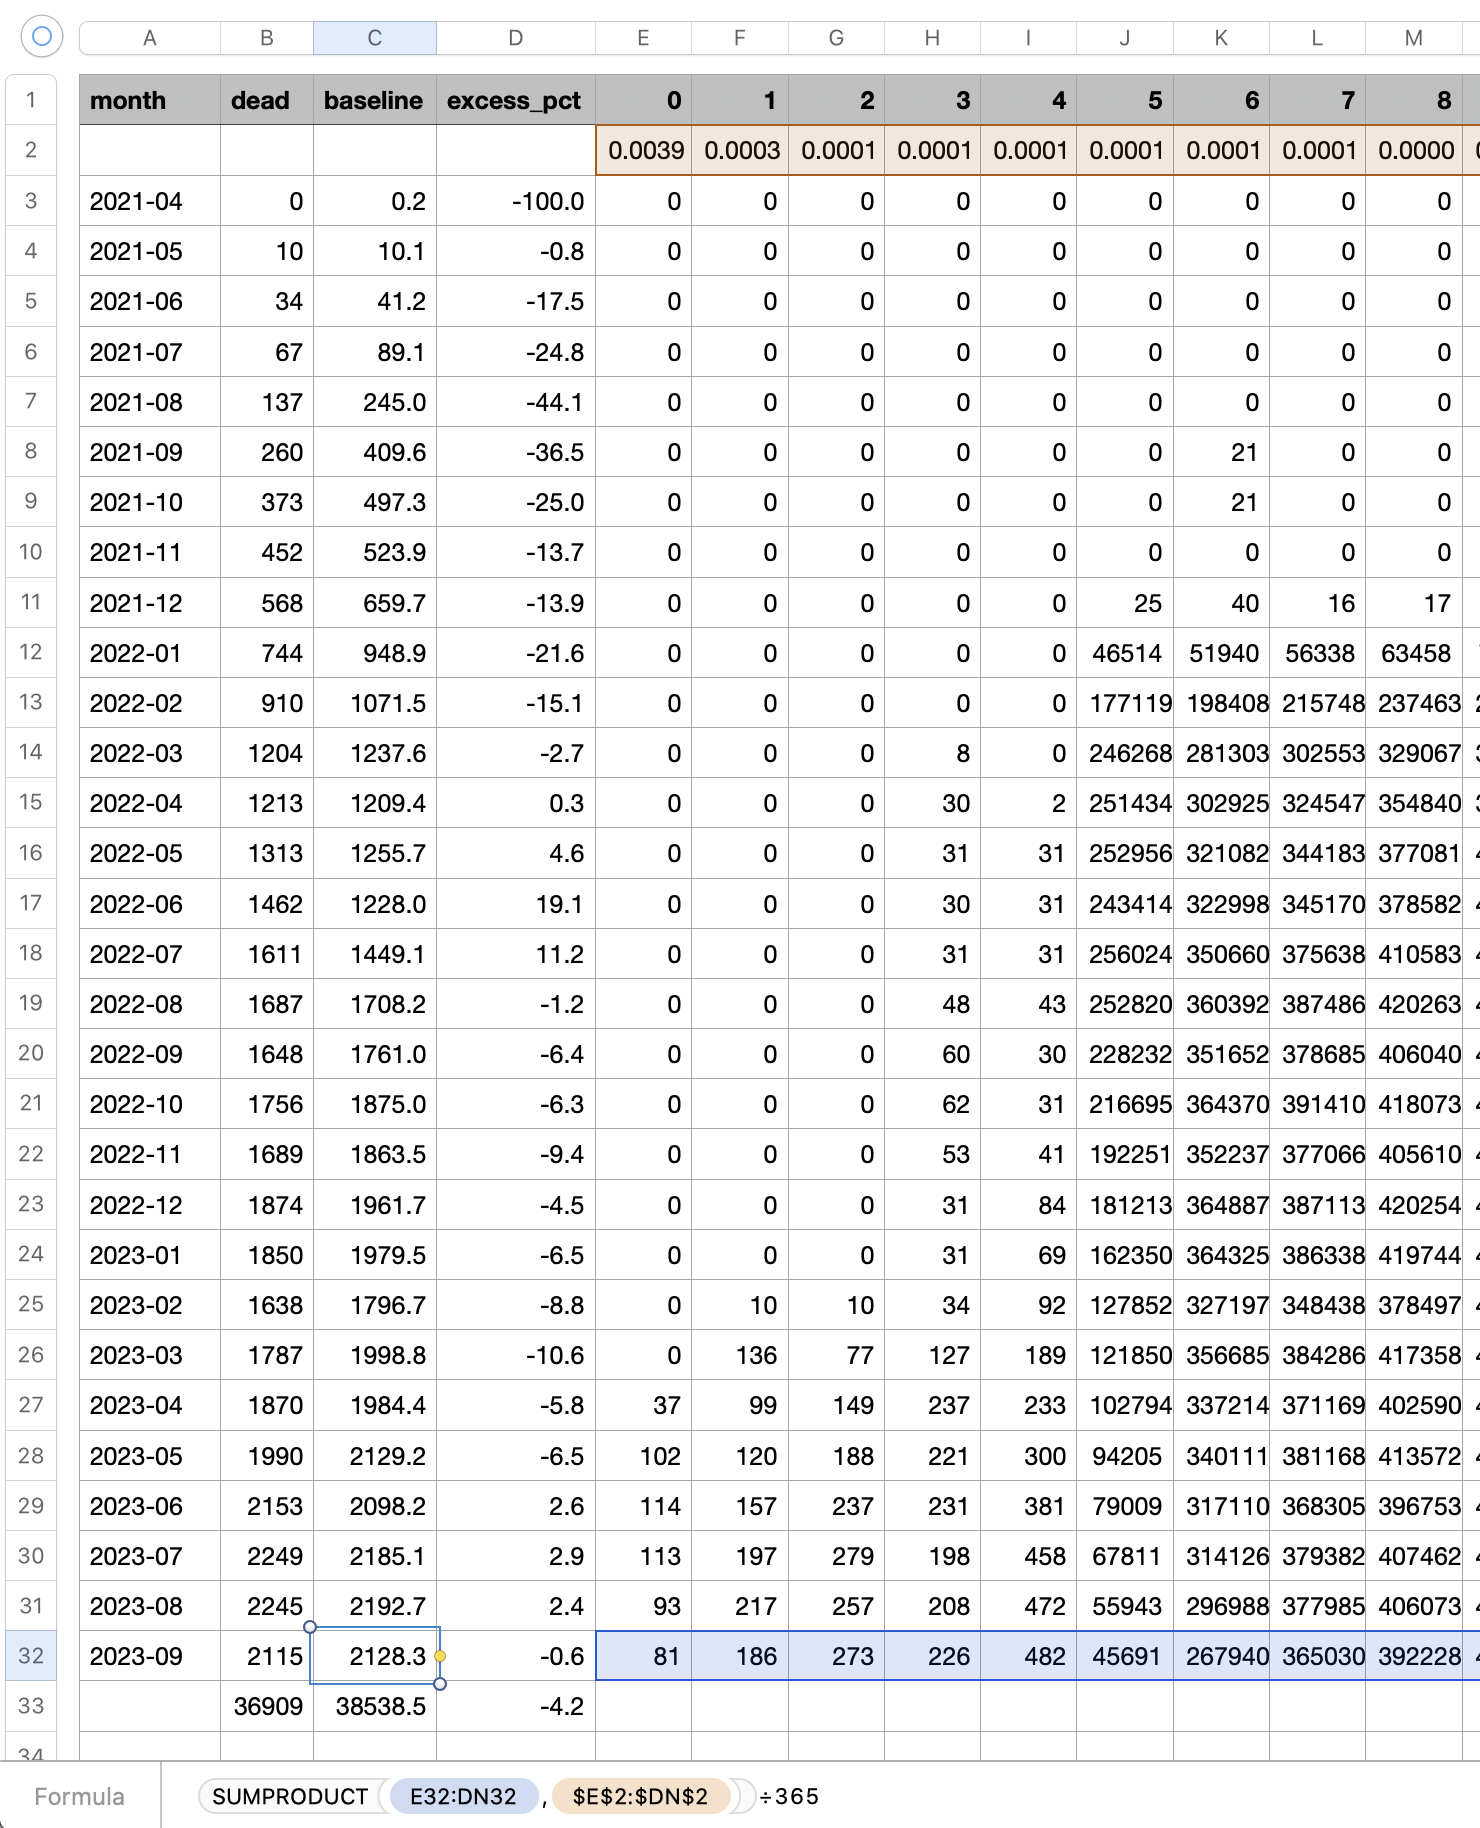 A B C D E F G H I J K L M
1 month dead baseline excess_pct 0 1 2 3 4 5 6 7 8
2 0.0039 0.0003 0.0001 0.0001 0.0001 0.0001 0.0001 0.0001 0.0000
3 2021-04 0 0.2 -100.0 0 0 0 0 0 0 0 0 0
4 2021-05 10 10.1 -0.8 0 0 0 0 0 0 0 0 0
5 2021-06 34 41.2 -17.5 0 0 0 0 0 0 0 0 0
6 2021-07 67 89.1 -24.8 0 0 0 0 0 0 0 0 0
7 2021-08 137 245.0 -44.1 0 0 0 0 0 0 0 0 0
8 2021-09 260 409.6 -36.5 0 0 0 0 0 0 21 0 0
9 2021-10 373 497.3 -25.0 0 0 0 0 0 0 21 0 0
10 2021-11 452 523.9 -13.7 0 0 0 0 0 0 0 0 0
11 2021-12 568 659.7 -13.9 0 0 0 0 0 25 40 16 17
12 2022-01 744 948.9 -21.6 0 0 0 0 0 46514 51940 56338 63458
13 2022-02 910 1071.5 -15.1 0 0 0 0 0 177119 198408 215748 237463
14 2022-03 1204 1237.6 -2.7 0 0 0 8 0 246268 281303 302553 329067
15 2022-04 1213 1209.4 0.3 0 0 0 30 2 251434 302925 324547 354840
16 2022-05 1313 1255.7 4.6 0 0 0 31 31 252956 321082 344183 377081
17 2022-06 1462 1228.0 19.1 0 0 0 30 31 243414 322998 345170 378582
18 2022-07 1611 1449.1 11.2 0 0 0 31 31 256024 350660 375638 410583
19 2022-08 1687 1708.2 -1.2 0 0 0 48 43 252820 360392 387486 420263
20 2022-09 1648 1761.0 -6.4 0 0 0 60 30 228232 351652 378685 406040
21 2022-10 1756 1875.0 -6.3 0 0 0 62 31 216695 364370 391410 418073
22 2022-11 1689 1863.5 -9.4 0 0 0 53 41 192251 352237 377066 405610
23 2022-12 1874 1961.7 -4.5 0 0 0 31 84 181213 364887 387113 420254
24 2023-01 1850 1979.5 -6.5 0 0 0 31 69 162350 364325 386338 419744
25 2023-02 1638 1796.7 -8.8 0 10 10 34 92 127852 327197 348438 378497
26 2023-03 1787 1998.8 -10.6 0 136 77 127 189 121850 356685 384286 417358
27 2023-04 1870 1984.4 -5.8 37 99 149 237 233 102794 337214 371169 402590
28 2023-05 1990 2129.2 -6.5 102 120 188 221 300 94205 340111 381168 413572
29 2023-06 2153 2098.2 2.6 114 157 237 231 381 79009 317110 368305 396753
30 2023-07 2249 2185.1 2.9 113 197 279 198 458 67811 314126 379382 407462
31 2023-08 2245 2192.7 2.4 93 217 257 208 472 55943 296988 377985 406073
32 2023-09 2115 2128.3 -0.6 81 186 273 226 482 45691 267940 365030 392228
33 36909 38538.5 -4.2
34
Formula SUMPRODUCT ( E32:DN32 , $E$2:$DN$2 ) ÷365